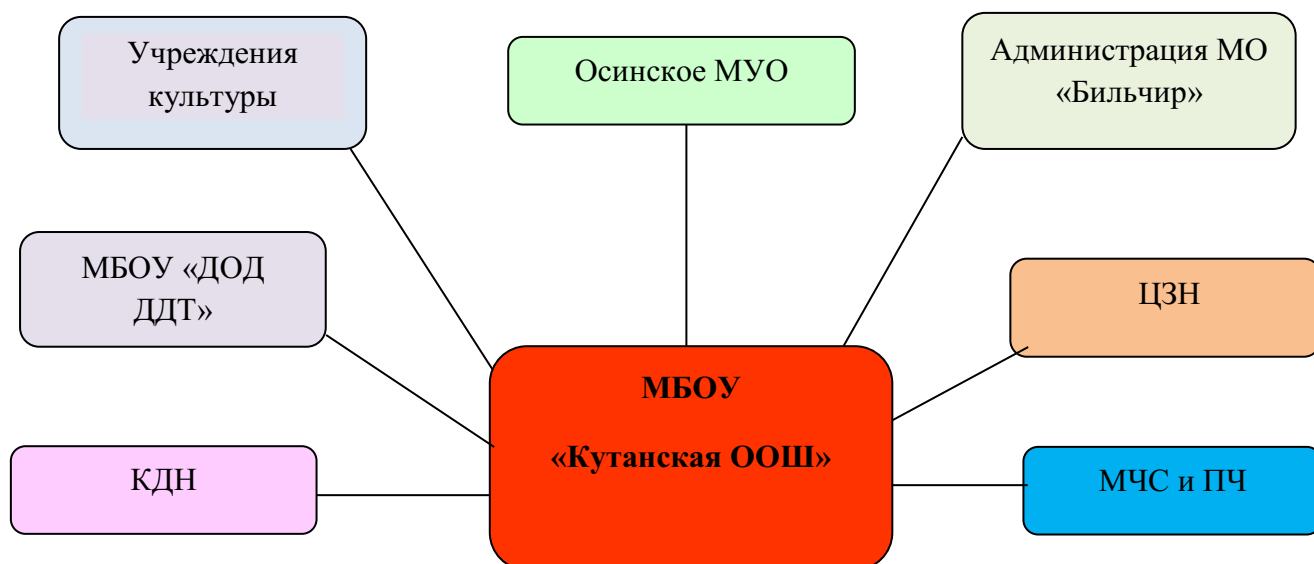 Учреждения
культуры
Осинское МУО
Администрация МО
«Бильчир»
МБОУ «ДОД
ДДТ»
ЦЗН
МБОУ
«Кутанская ООШ»
КДН
МЧС и ПЧ